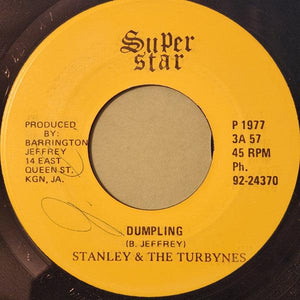 Super
star
PRODUCED
BY:
BARRINGTON
JEFFREY
14 EAST
QUEEN ST.
KGN, JA.
P 1977
3A 57
45 RPM
Ph.
92-24370
DUMPLING
(B. JEFFREY)
STANLEY & THE TURBYNES